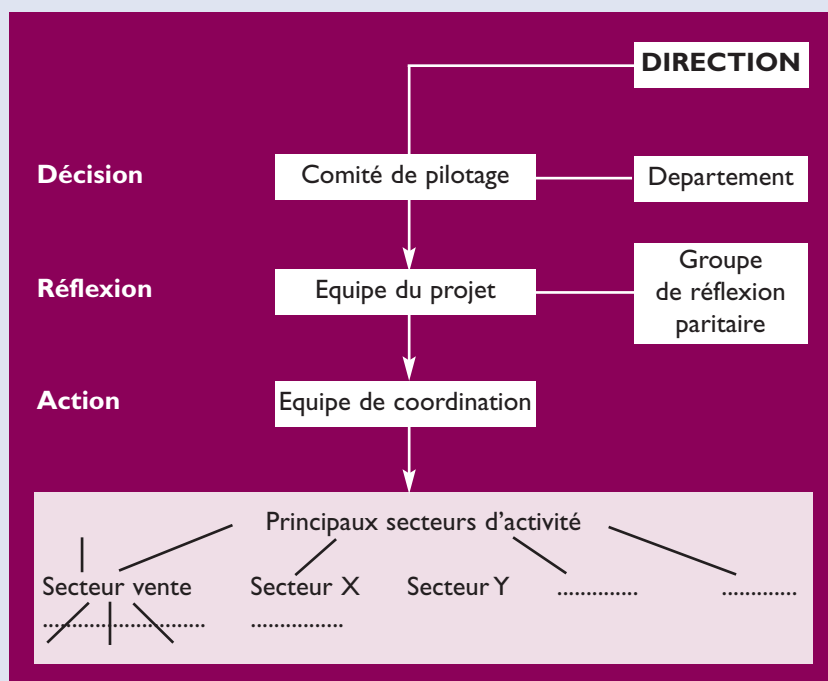 DIRECTION
Décision
Comité de pilotage
Departement
Réflexion
Equipe du projet
Groupe
de réflexion
paritaire
Action
Equipe de coordination
Principaux secteurs d’activité
Secteur vente
Secteur X
Secteur Y
..............
.............
............................
................